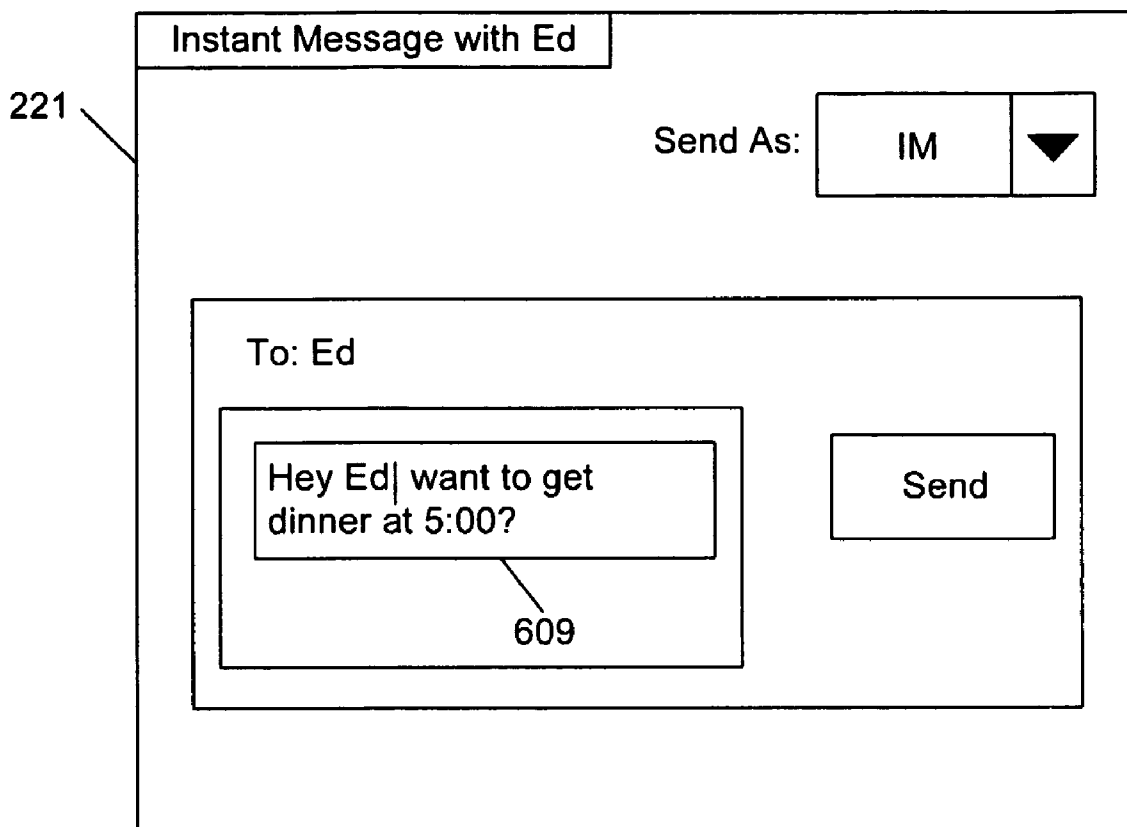 Instant Message with Ed
221
Send As: IM
To: Ed
Hey Ed| want to get
dinner at 5:00?
Send
609